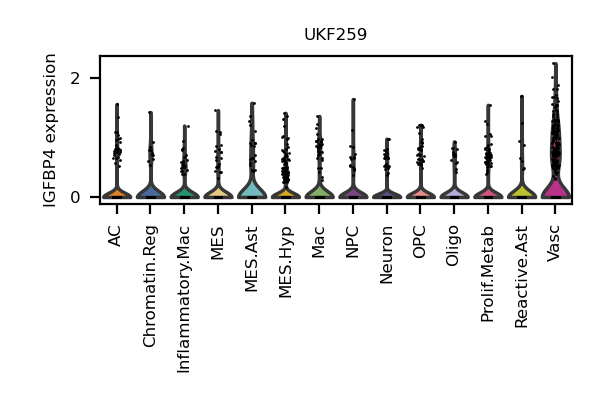 UKF259
IGFBP4 expression
2
0
AC
Chromatin.Reg
Inflammatory.Mac
MES
MES.Ast
MES.Hyp
Mac
NPC
Neuron
OPC
Oligo
Prolif.Metab
Reactive.Ast
Vasc